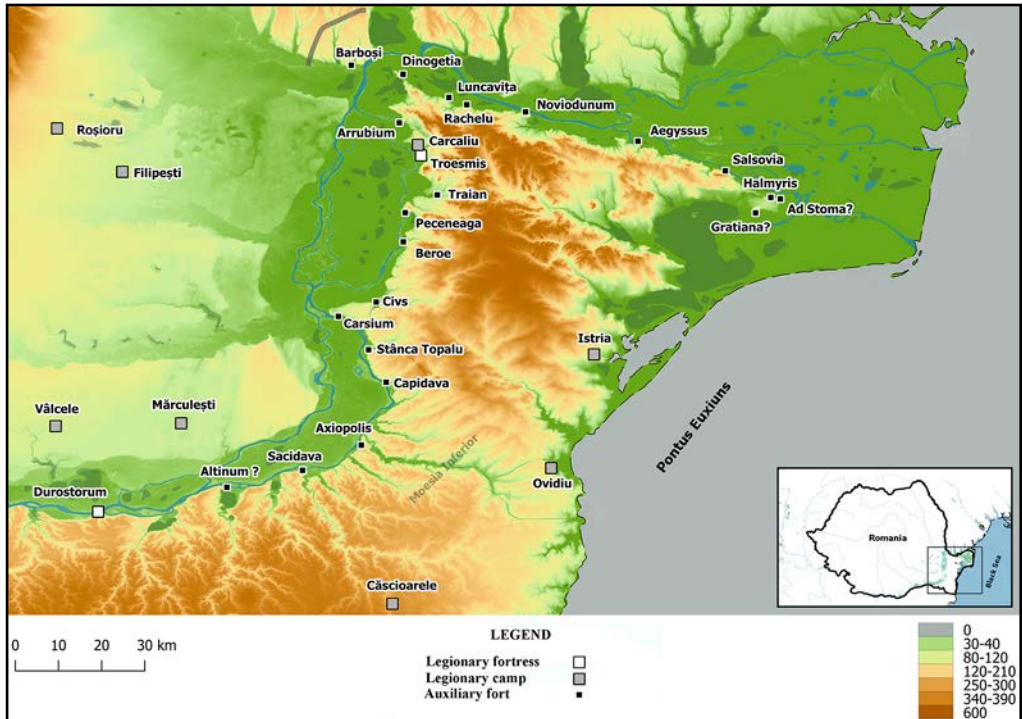 Barboși
Dinogetia
Luncavița
Noviodunum
Rachelu
Roșioru
Arrubium
Carcaliu
Aegyssus
Troesmis
Filipești
Salsovia
Traian
Halmyris
Ad Stoma?
Peceneaga
Gratiana?
Beroe
Civs
Carsium
Istria
Stânca Topalu
Capidava
Pontus Euxiuns
Vâlcele
Mărculești
Axiopolis
Moesia Inferior
Sacidava
Altinum ?
Ovidiu
Durostorum
Romania
Black Sea
Căscioarele
LEGEND
0 10 20 30 km
Legionary fortress
Legionary camp
Auxiliary fort
0
30-40
80-120
120-210
250-300
340-390
600